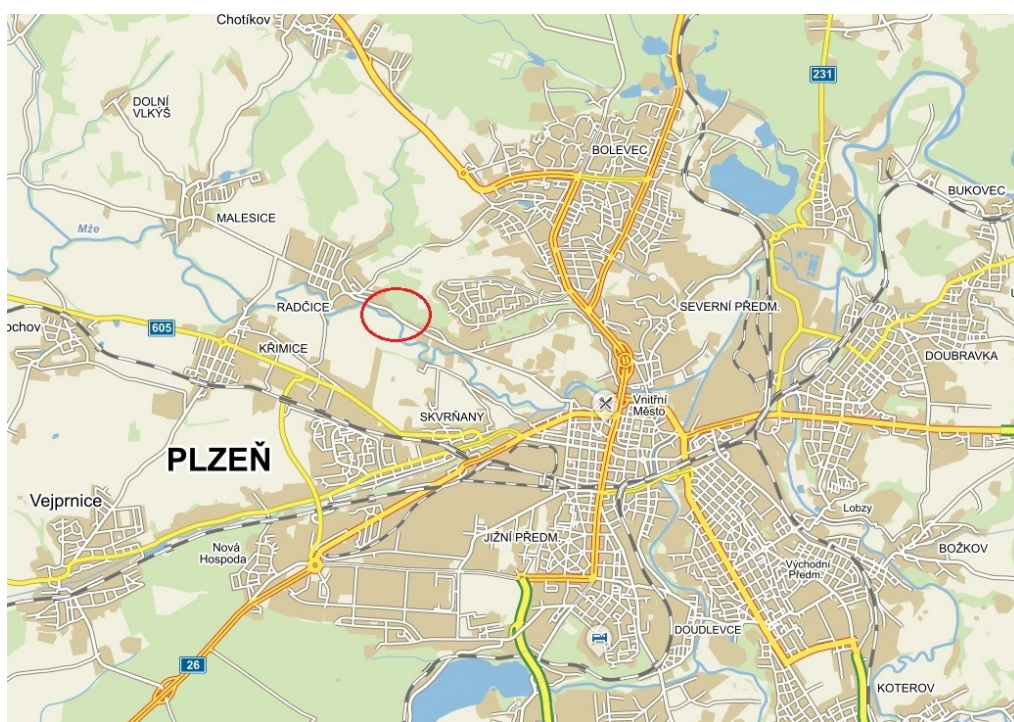 Chotíkov
231
DOLNÍ
VLKÝŠ
BOLEVEC
BUKOVEC
MALESICE
Mže
RADČICE
SEVERNÍ PŘEDM.
605
KŘIMICE
DOUBRAVKA
Vnitřní
Město
SKVRŇANY
PLZEŇ
Vejprnice
Lobzy
JIŽNÍ PŘEDM.
Nová
Hospoda
BOŽKOV
Východní
Předm.
DOUDLEVCE
26
KOTEROV